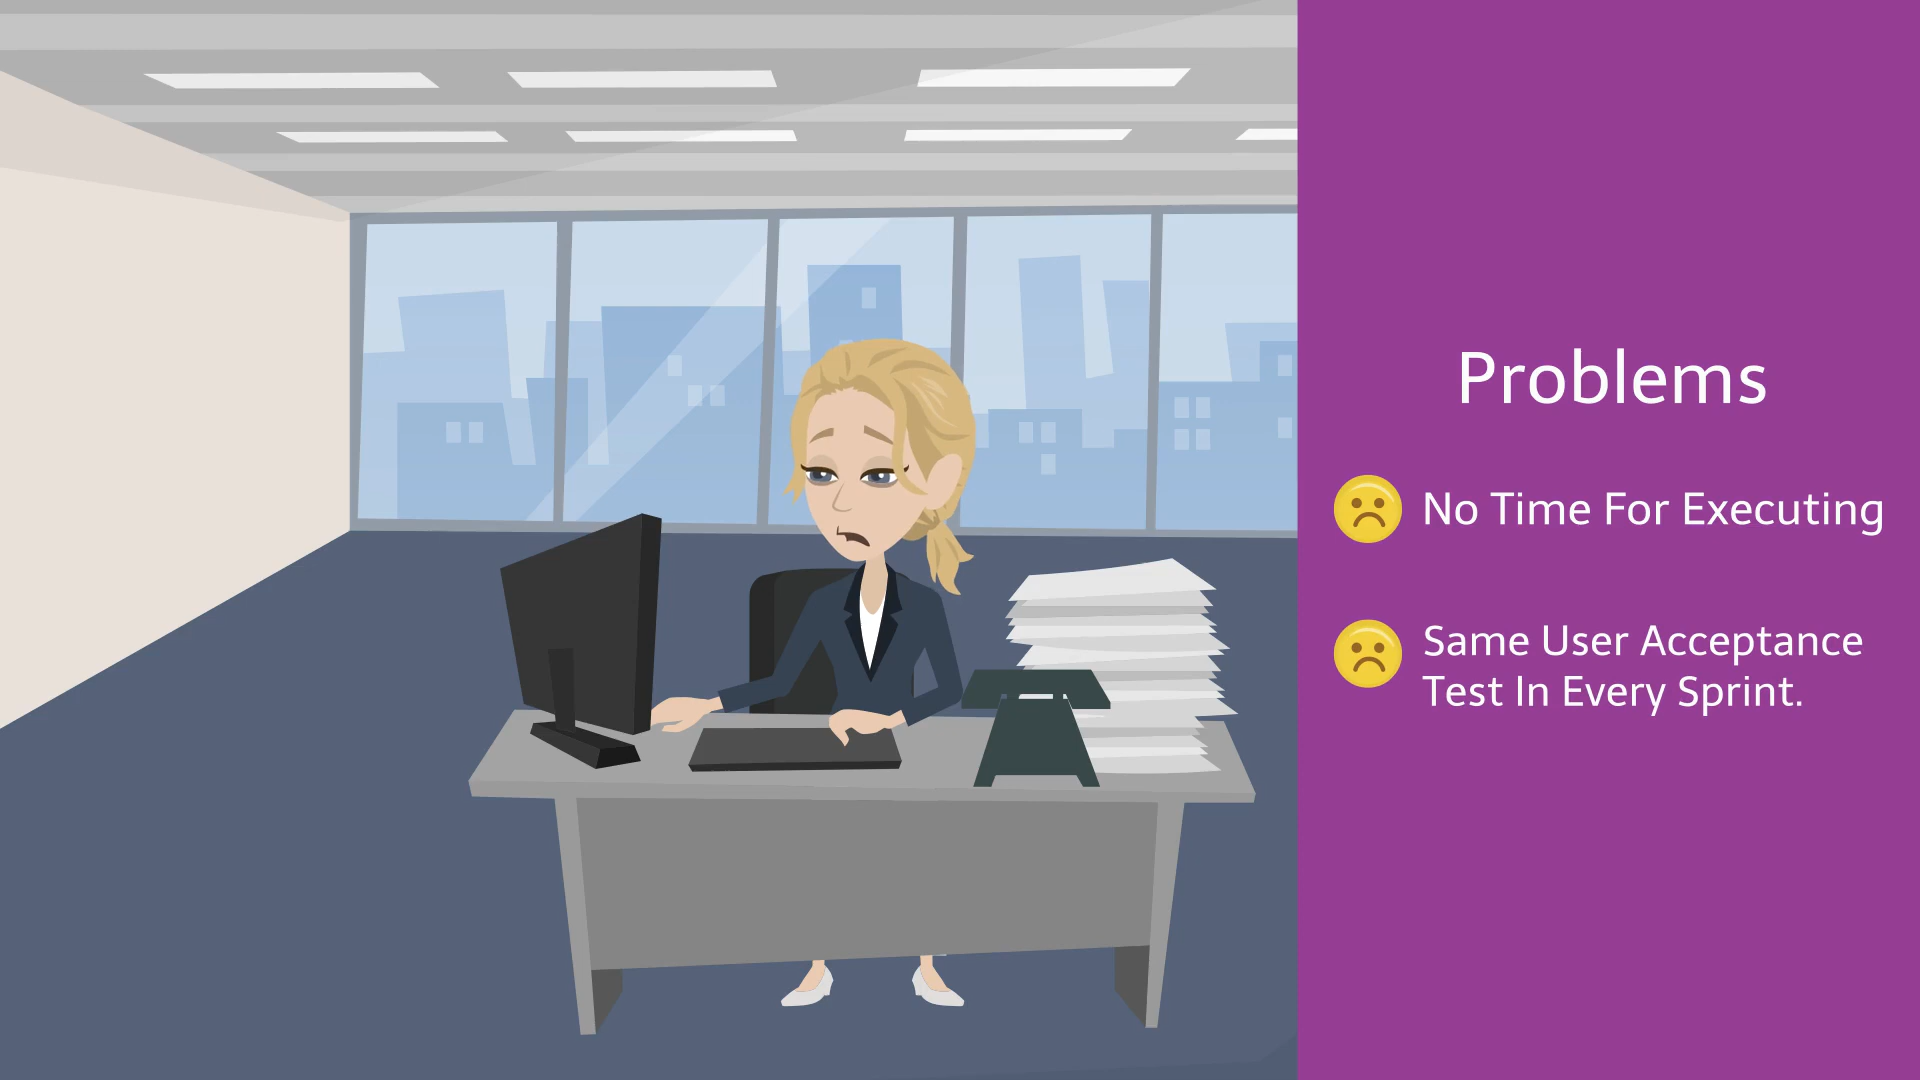 Problems
No Time For Executing
Same User Acceptance
Test In Every Sprint.